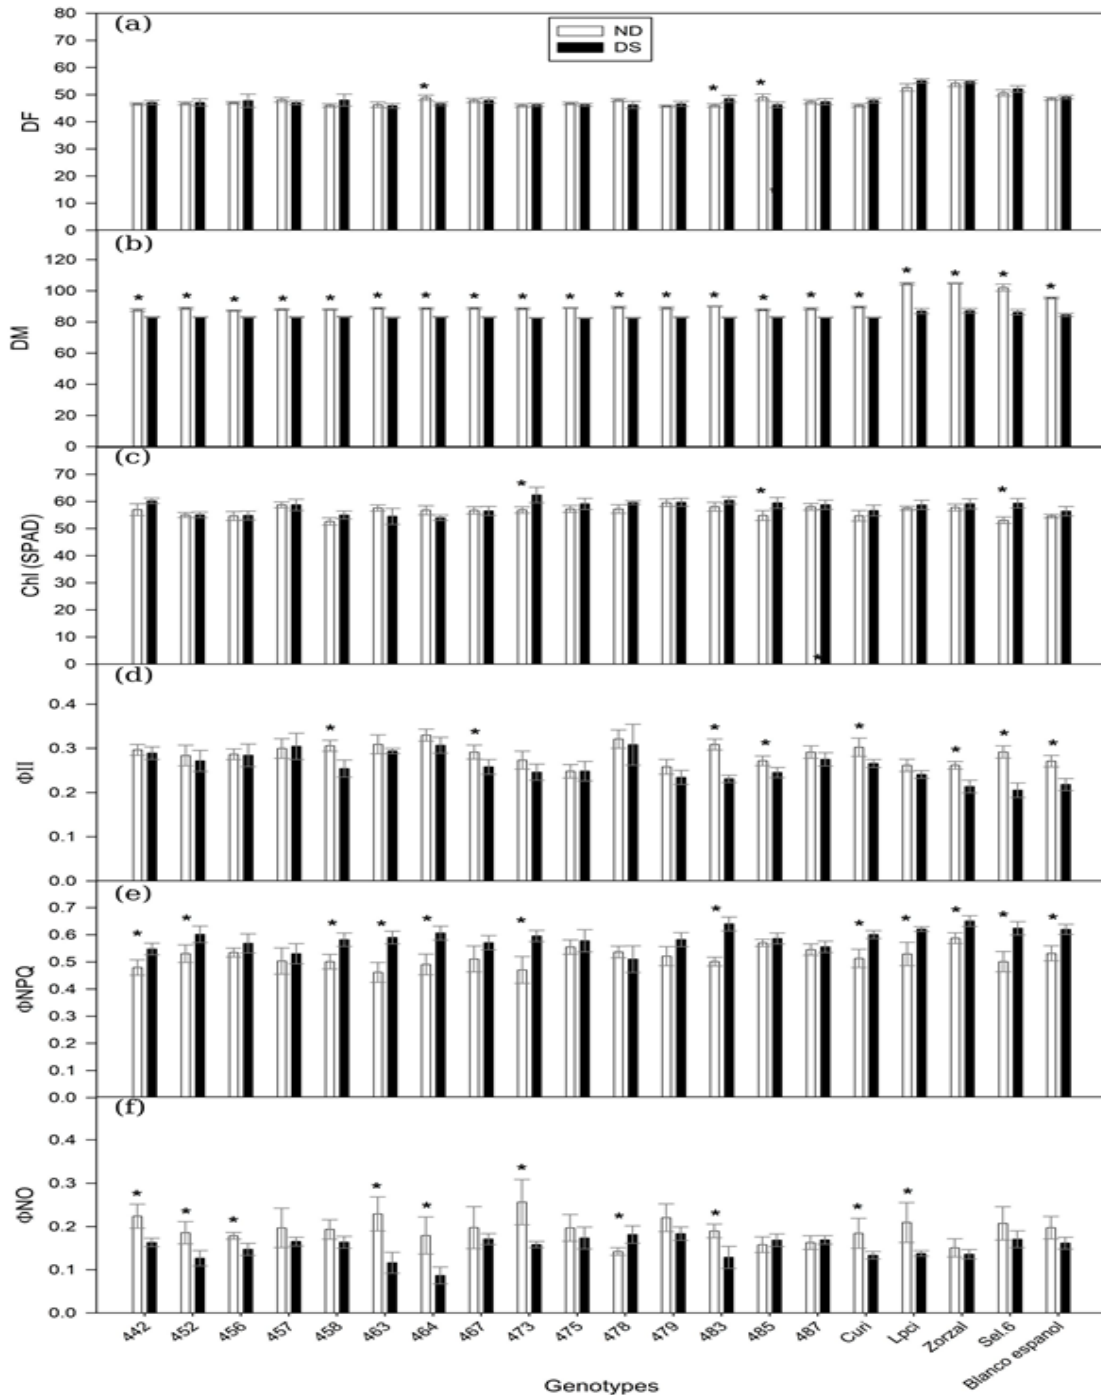 (a)
ND
DS
80
70
60
50
40
30
20
10
0
DF
(b)
120
100
80
60
40
20
0
DM
(c)
70
60
50
40
30
20
10
0
Chl (SPAD)
(d)
0.4
0.3
0.2
0.1
0.0
ΦII
(e)
0.7
0.6
0.5
0.4
0.3
0.2
0.1
0.0
ΦNPQ
(f)
0.4
0.3
0.2
0.1
0.0
ΦNO
442 452 456 457 458 463 464 467 473 475 478 479 483 485 487 Curi Lpci Zorzal Sel.6 Blanco espanol
Genotypes